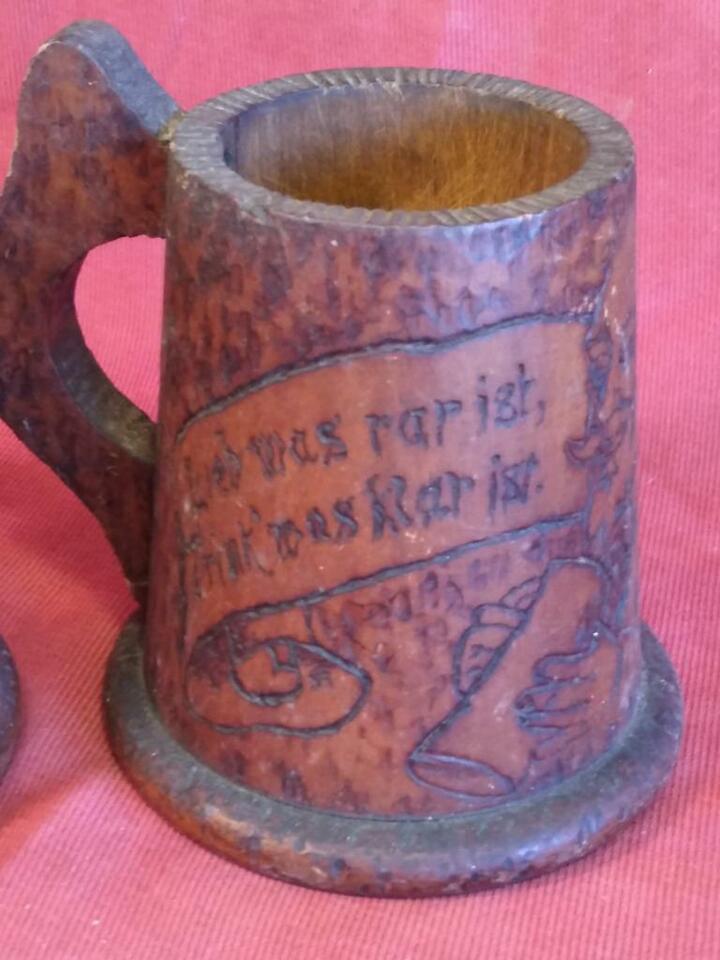 was rar ist,
Trink' was Klar ist.